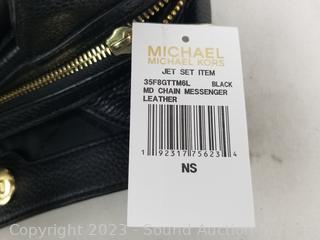 MICHAEL
MICHAEL KORS
JET SET ITEM
35F8GTTM6L BLACK
MD CHAIN MESSENGER
LEATHER
1 92317 75623 4
NS
Copyright 2023 - Sound Auction